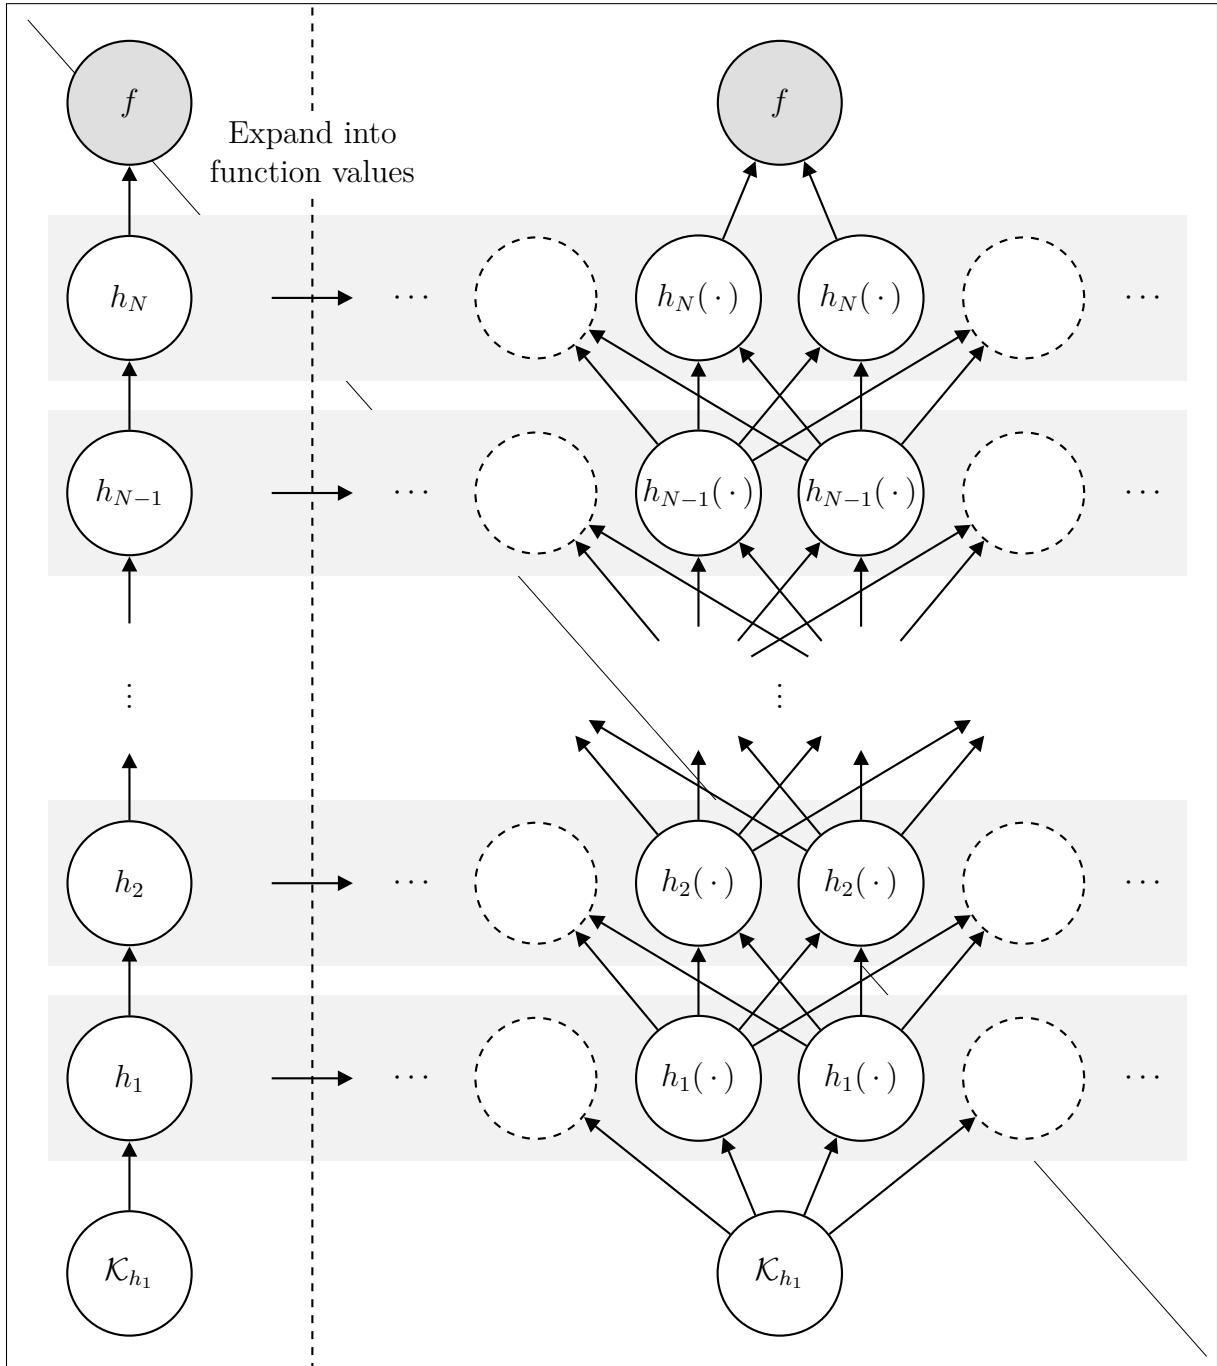 f f
Expand into
function values
h_N ⋯ h_N(·) h_N(·) ⋯
h_{N−1} ⋯ h_{N−1}(·) h_{N−1}(·) ⋯
⋮ ⋮
h_2 ⋯ h_2(·) h_2(·) ⋯
h_1 ⋯ h_1(·) h_1(·) ⋯
𝒦_{h_1} 𝒦_{h_1}